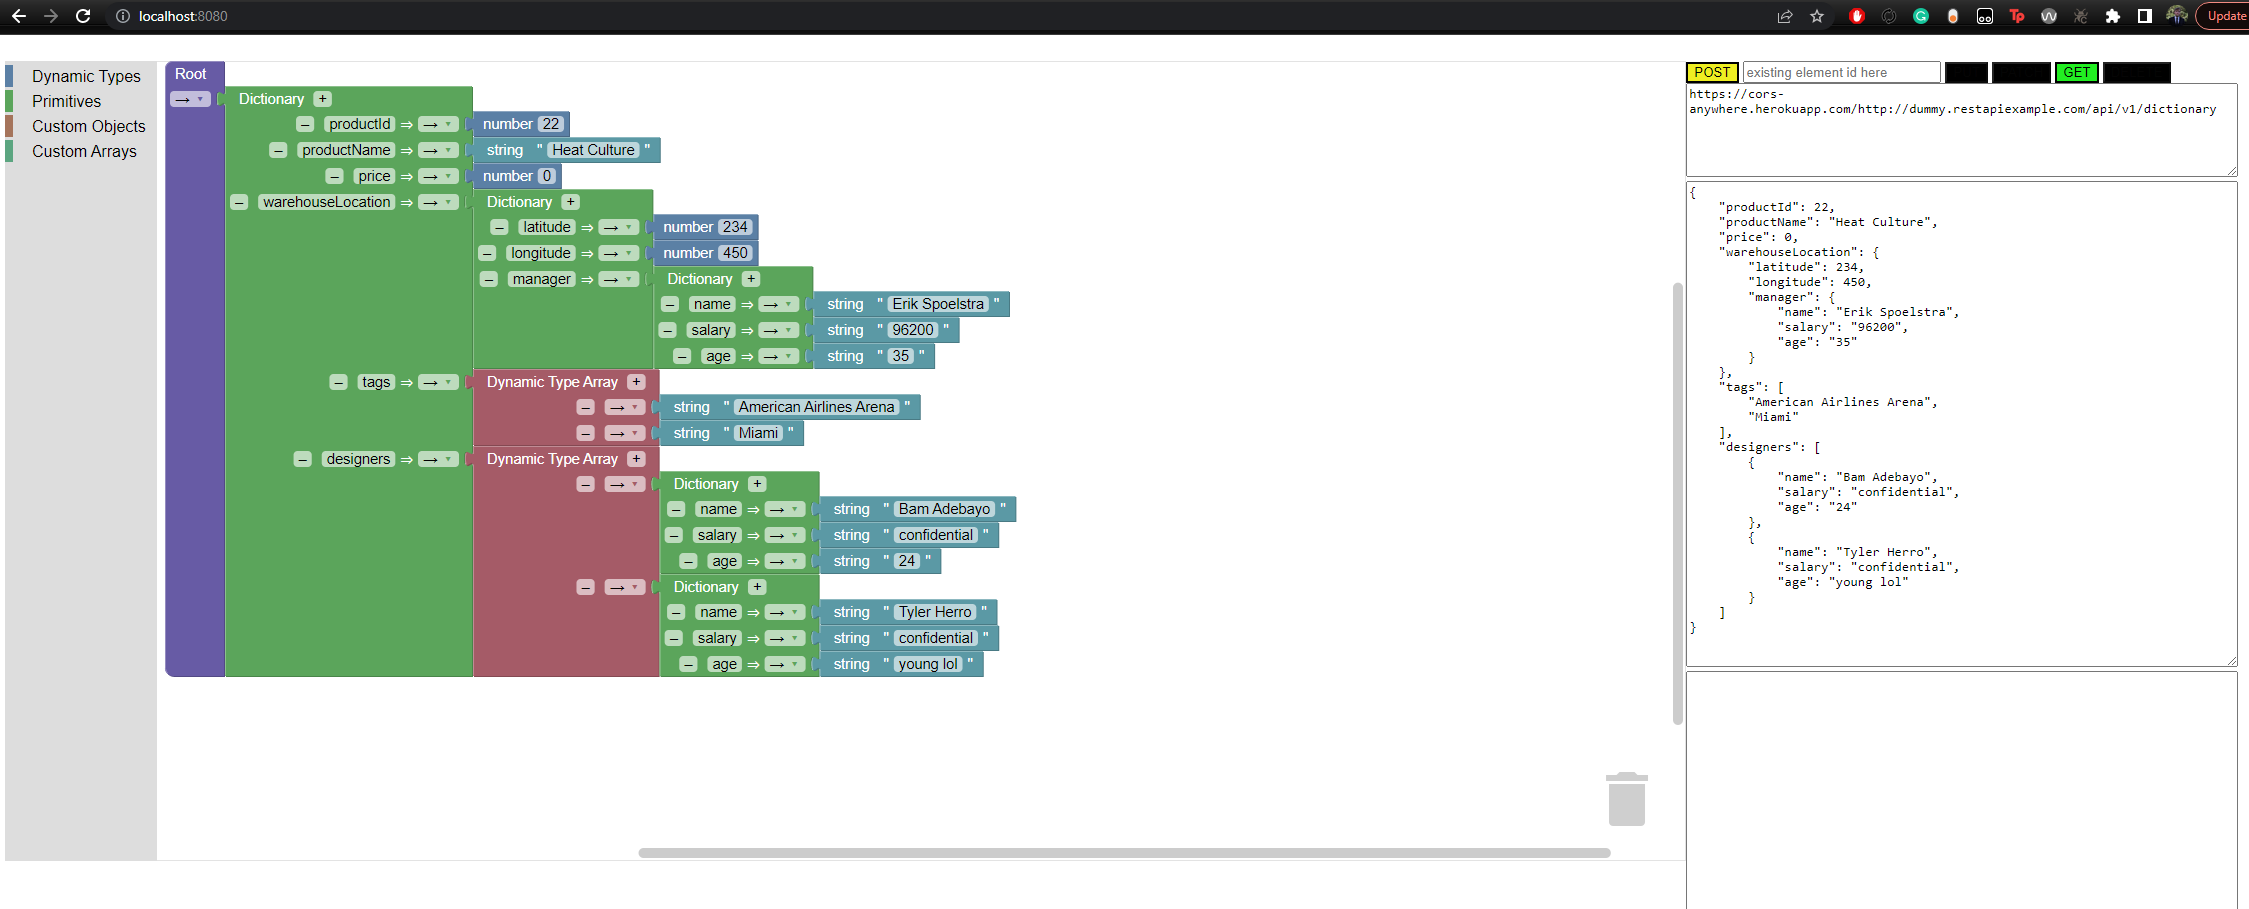 localhost:8080
Update
Dynamic Types
Primitives
Custom Objects
Custom Arrays
Root
→ Dictionary +
– productId ⇒ → number 22
– productName ⇒ → string " Heat Culture "
– price ⇒ → number 0
– warehouseLocation ⇒ → Dictionary +
– latitude ⇒ → number 234
– longitude ⇒ → number 450
– manager ⇒ → Dictionary +
– name ⇒ → string " Erik Spoelstra "
– salary ⇒ → string " 96200 "
– age ⇒ → string " 35 "
– tags ⇒ → Dynamic Type Array +
– → string " American Airlines Arena "
– → string " Miami "
– designers ⇒ → Dynamic Type Array +
– → Dictionary +
– name ⇒ → string " Bam Adebayo "
– salary ⇒ → string " confidential "
– age ⇒ → string " 24 "
– → Dictionary +
– name ⇒ → string " Tyler Herro "
– salary ⇒ → string " confidential "
– age ⇒ → string " young lol "
POST existing element id here GET
https://cors-
anywhere.herokuapp.com/http://dummy.restapiexample.com/api/v1/dictionary
{
"productId": 22,
"productName": "Heat Culture",
"price": 0,
"warehouseLocation": {
"latitude": 234,
"longitude": 450,
"manager": {
"name": "Erik Spoelstra",
"salary": "96200",
"age": "35"
}
},
"tags": [
"American Airlines Arena",
"Miami"
],
"designers": [
{
"name": "Bam Adebayo",
"salary": "confidential",
"age": "24"
},
{
"name": "Tyler Herro",
"salary": "confidential",
"age": "young lol"
}
]
}